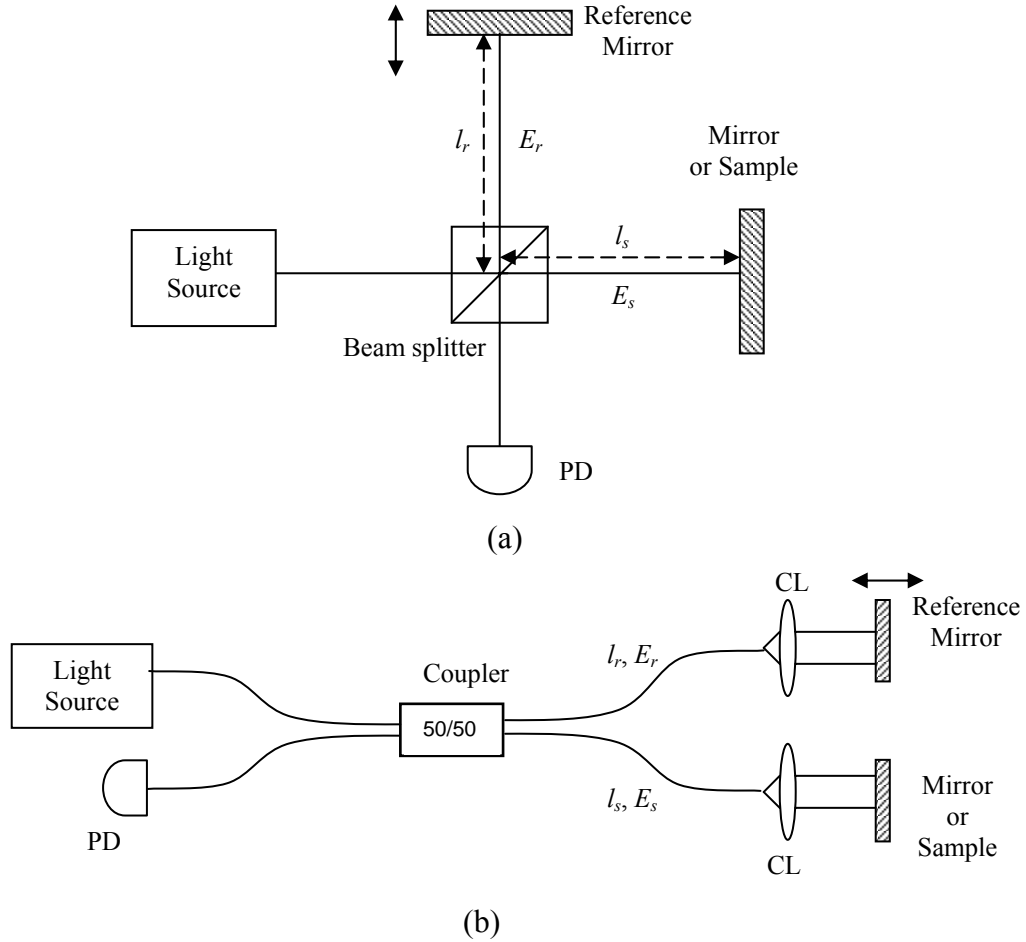 Reference
Mirror
l_r
E_r
Mirror
or Sample
Light
Source
l_s
E_s
Beam splitter
PD
(a)
CL
Reference
Mirror
Light
Source
Coupler
l_r, E_r
50/50
l_s, E_s
PD
Mirror
or
Sample
CL
(b)